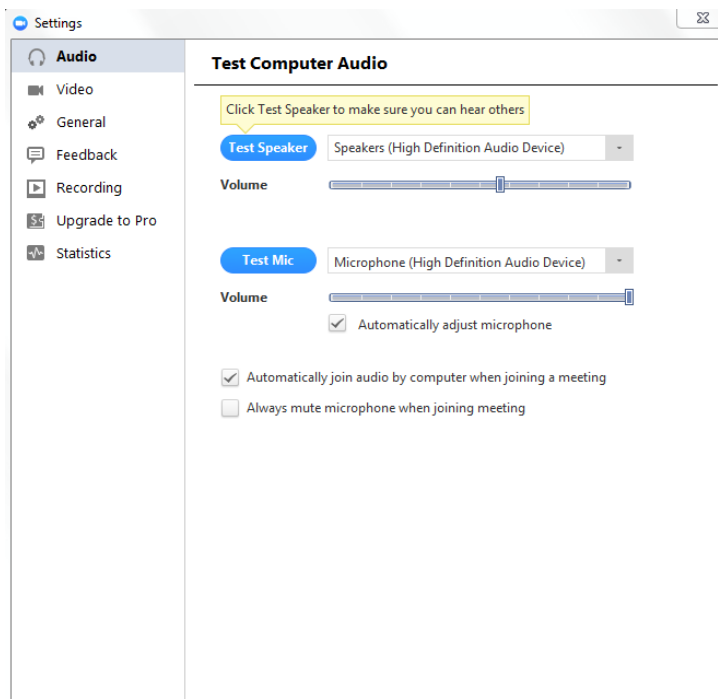 Settings
Audio
Video
General
Feedback
Recording
Upgrade to Pro
Statistics
Test Computer Audio
Click Test Speaker to make sure you can hear others
Test Speaker Speakers (High Definition Audio Device)
Volume
Test Mic Microphone (High Definition Audio Device)
Volume
Automatically adjust microphone
Automatically join audio by computer when joining a meeting
Always mute microphone when joining meeting